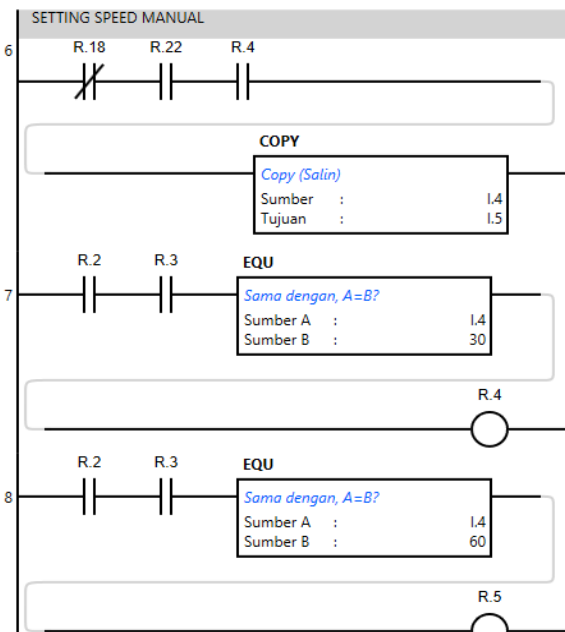 SETTING SPEED MANUAL
6
R.18 R.22 R.4
COPY
Copy (Salin)
Sumber : I.4
Tujuan : I.5
7
R.2 R.3 EQU
Sama dengan, A=B?
Sumber A : I.4
Sumber B : 30
R.4
8
R.2 R.3 EQU
Sama dengan, A=B?
Sumber A : I.4
Sumber B : 60
R.5